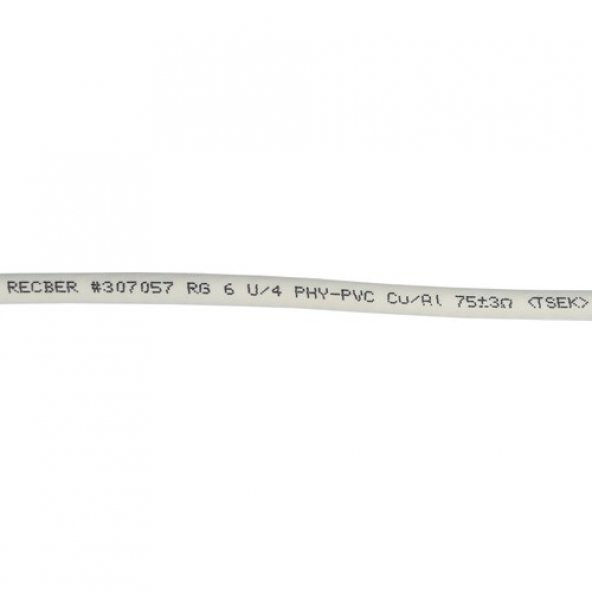 RECBER #307057 RG 6 U/4 PHY-PVC Cu/Al 75±3Ω <TSEK>